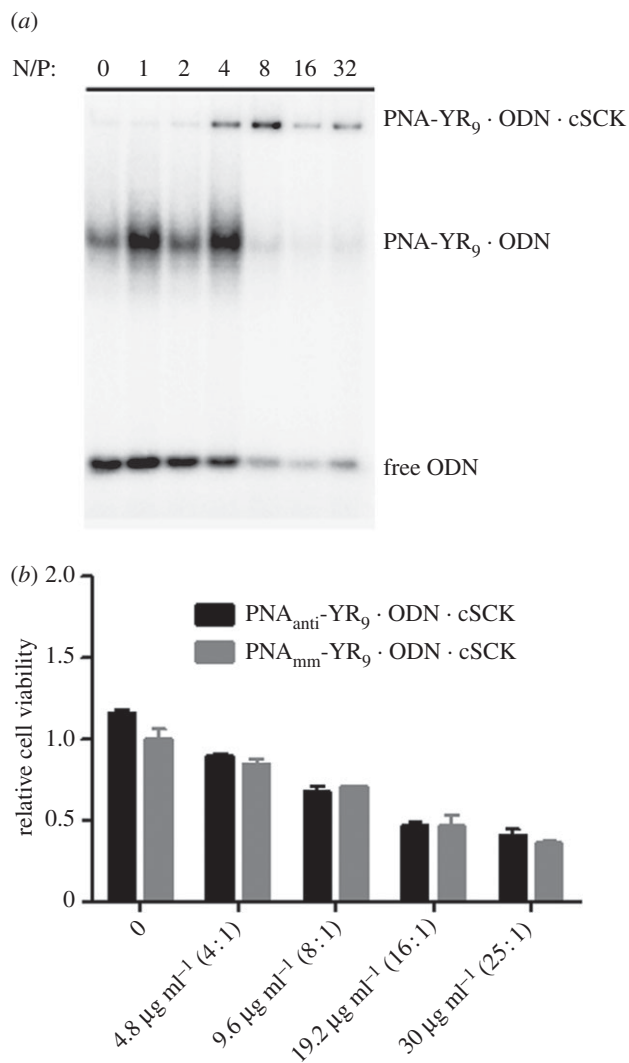 (a)
N/P: 0 1 2 4 8 16 32
PNA-YR₉ · ODN · cSCK
PNA-YR₉ · ODN
free ODN
(b)
2.0
1.5
1.0
0.5
0
relative cell viability
PNAₐₙₜᵢ-YR₉ · ODN · cSCK
PNAₘₘ-YR₉ · ODN · cSCK
0
4.8 µg ml⁻¹ (4 : 1)
9.6 µg ml⁻¹ (8 : 1)
19.2 µg ml⁻¹ (16 : 1)
30 µg ml⁻¹ (25 : 1)